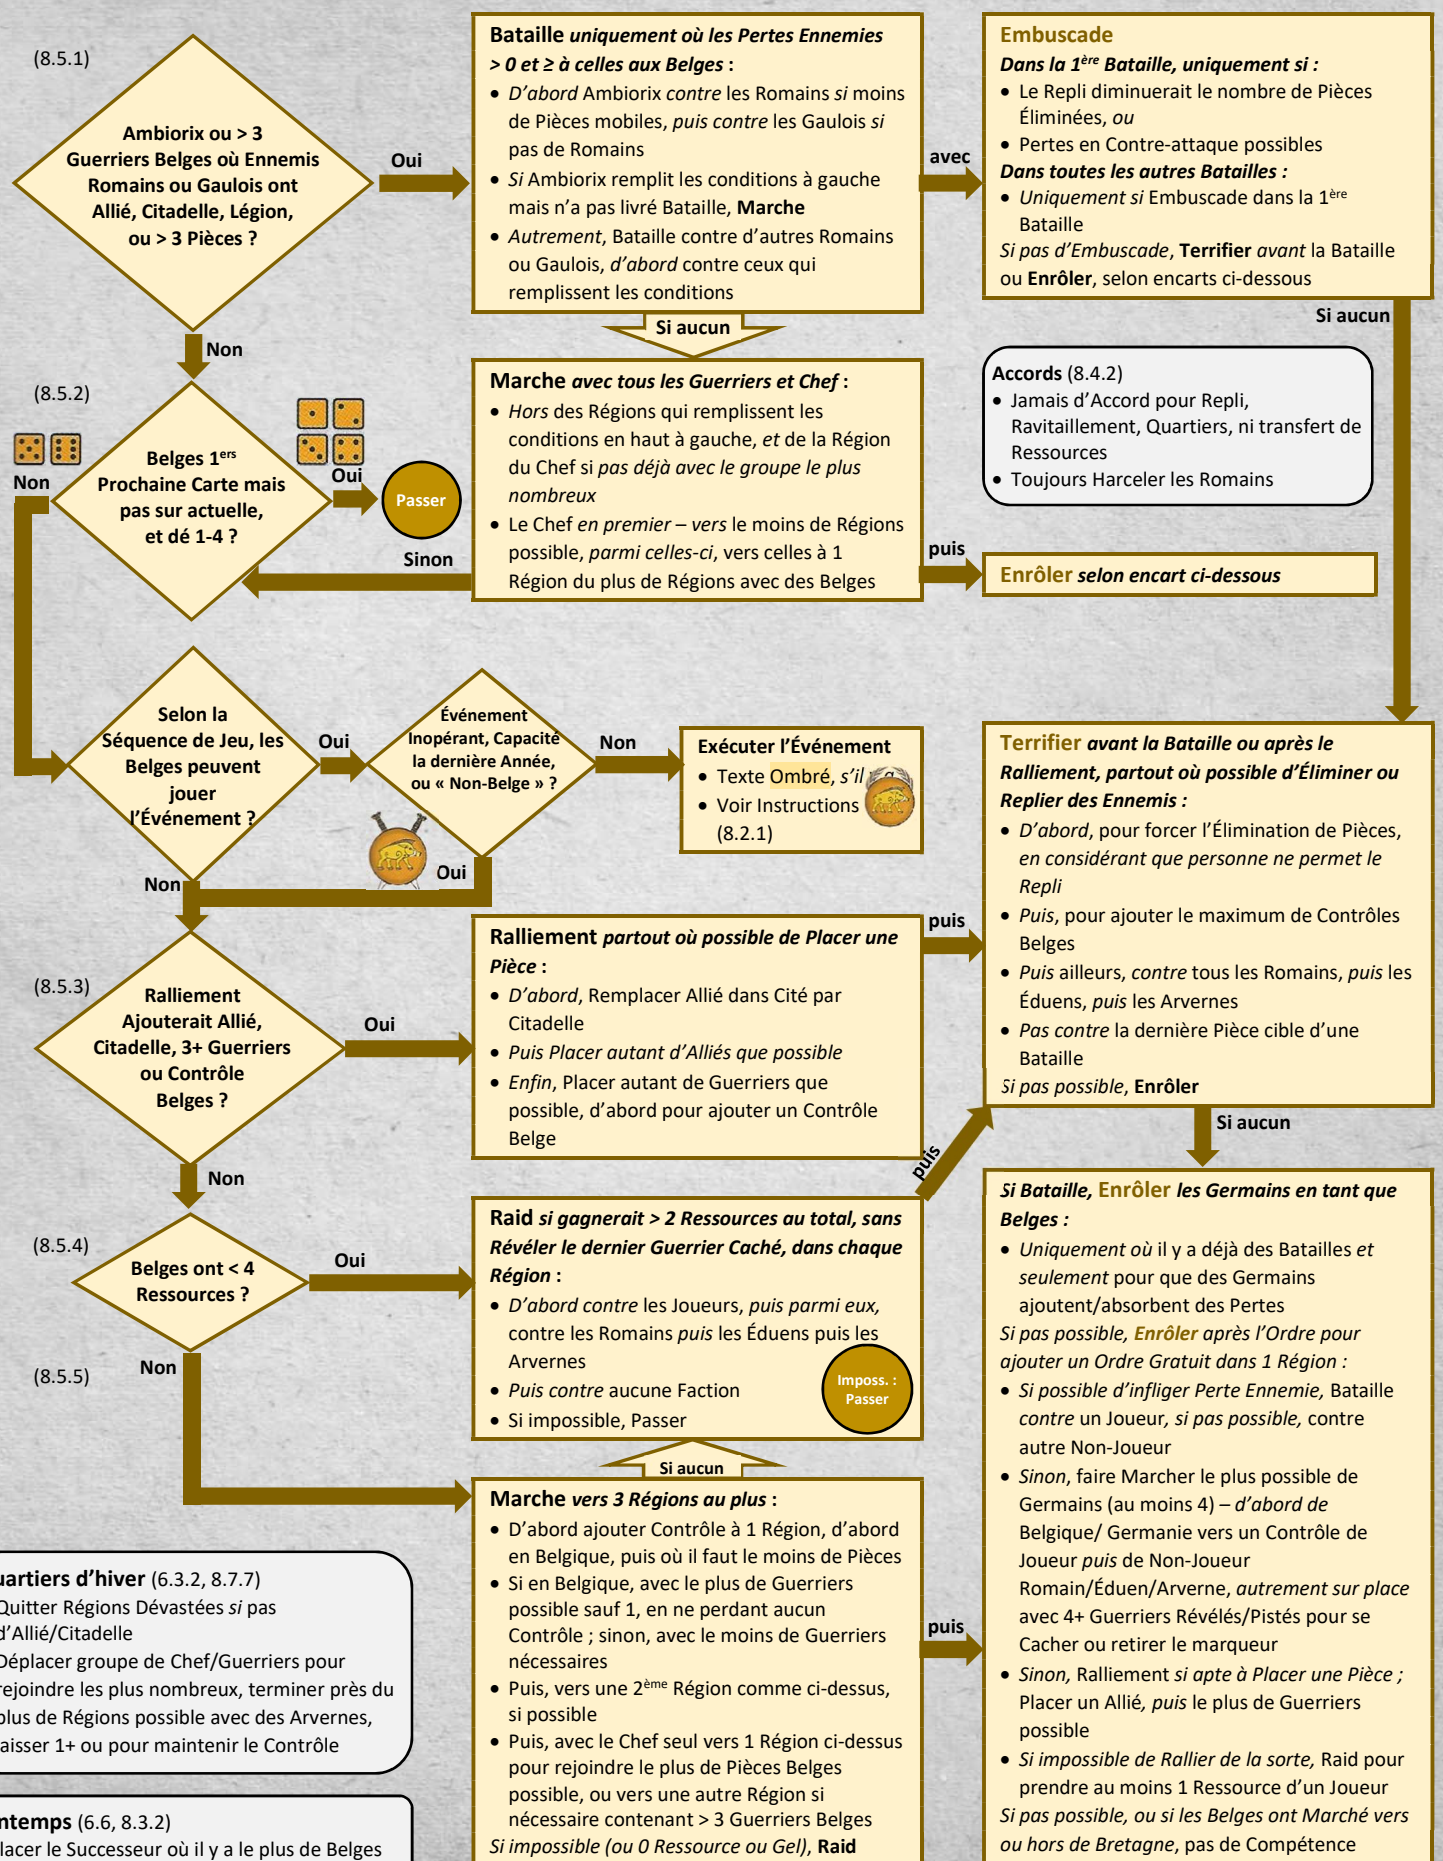 (8.5.1)
Ambiorix ou > 3
Guerriers Belges où Ennemis
Romains ou Gaulois ont
Allié, Citadelle, Légion,
ou > 3 Pièces ?
Oui
Non
Bataille uniquement où les Pertes Ennemies
> 0 et ≥ à celles aux Belges :
• D'abord Ambiorix contre les Romains si moins
de Pièces mobiles, puis contre les Gaulois si
pas de Romains
• Si Ambiorix remplit les conditions à gauche
mais n'a pas livré Bataille, Marche
• Autrement, Bataille contre d'autres Romains
ou Gaulois, d'abord contre ceux qui
remplissent les conditions
avec
Si aucun
Embuscade
Dans la 1ère Bataille, uniquement si :
• Le Repli diminuerait le nombre de Pièces
Éliminées, ou
• Pertes en Contre-attaque possibles
Dans toutes les autres Batailles :
• Uniquement si Embuscade dans la 1ère
Bataille
Si pas d'Embuscade, Terrifier avant la Bataille
ou Enrôler, selon encarts ci-dessous
Si aucun
(8.5.2)
Belges 1ers
Prochaine Carte mais
pas sur actuelle,
et dé 1-4 ?
Non
Oui
Passer
Sinon
Marche avec tous les Guerriers et Chef :
• Hors des Régions qui remplissent les
conditions en haut à gauche, et de la Région
du Chef si pas déjà avec le groupe le plus
nombreux
• Le Chef en premier – vers le moins de Régions
possible, parmi celles-ci, vers celles à 1
Région du plus de Régions avec des Belges
puis
Accords (8.4.2)
• Jamais d'Accord pour Repli,
Ravitaillement, Quartiers, ni transfert de
Ressources
• Toujours Harceler les Romains
Enrôler selon encart ci-dessous
Selon la
Séquence de Jeu, les
Belges peuvent
jouer
l'Événement ?
Oui
Non
Événement
Inopérant, Capacité
la dernière Année,
ou « Non-Belge » ?
Non
Oui
Exécuter l'Événement
• Texte Ombré, s'il
• Voir Instructions
(8.2.1)
Terrifier avant la Bataille ou après le
Ralliement, partout où possible d'Éliminer ou
Replier des Ennemis :
• D'abord, pour forcer l'Élimination de Pièces,
en considérant que personne ne permet le
Repli
• Puis, pour ajouter le maximum de Contrôles
Belges
• Puis ailleurs, contre tous les Romains, puis les
Éduens, puis les Arvernes
• Pas contre la dernière Pièce cible d'une
Bataille
Si pas possible, Enrôler
Si aucun
(8.5.3)
Ralliement
Ajouterait Allié,
Citadelle, 3+ Guerriers
ou Contrôle
Belges ?
Oui
Non
Ralliement partout où possible de Placer une
Pièce :
• D'abord, Remplacer Allié dans Cité par
Citadelle
• Puis Placer autant d'Alliés que possible
• Enfin, Placer autant de Guerriers que
possible, d'abord pour ajouter un Contrôle
Belge
puis
(8.5.4)
Belges ont < 4
Ressources ?
Oui
(8.5.5)
Non
Raid si gagnerait > 2 Ressources au total, sans
Révéler le dernier Guerrier Caché, dans chaque
Région :
• D'abord contre les Joueurs, puis parmi eux,
contre les Romains puis les Éduens puis les
Arvernes
• Puis contre aucune Faction
• Si impossible, Passer
Imposs. :
Passer
puis
Si aucun
Marche vers 3 Régions au plus :
• D'abord ajouter Contrôle à 1 Région, d'abord
en Belgique, puis où il faut le moins de Pièces
• Si en Belgique, avec le plus de Guerriers
possible sauf 1, en ne perdant aucun
Contrôle ; sinon, avec le moins de Guerriers
nécessaires
• Puis, vers une 2ème Région comme ci-dessus,
si possible
• Puis, avec le Chef seul vers 1 Région ci-dessus
pour rejoindre le plus de Pièces Belges
possible, ou vers une autre Région si
nécessaire contenant > 3 Guerriers Belges
Si impossible (ou 0 Ressource ou Gel), Raid
puis
Si Bataille, Enrôler les Germains en tant que
Belges :
• Uniquement où il y a déjà des Batailles et
seulement pour que des Germains
ajoutent/absorbent des Pertes
Si pas possible, Enrôler après l'Ordre pour
ajouter un Ordre Gratuit dans 1 Région :
• Si possible d'infliger Perte Ennemie, Bataille
contre un Joueur, si pas possible, contre
autre Non-Joueur
• Sinon, faire Marcher le plus possible de
Germains (au moins 4) – d'abord de
Belgique/ Germanie vers un Contrôle de
Joueur puis de Non-Joueur
Romain/Éduen/Arverne, autrement sur place
avec 4+ Guerriers Révélés/Pistés pour se
Cacher ou retirer le marqueur
• Sinon, Ralliement si apte à Placer une Pièce ;
Placer un Allié, puis le plus de Guerriers
possible
• Si impossible de Rallier de la sorte, Raid pour
prendre au moins 1 Ressource d'un Joueur
Si pas possible, ou si les Belges ont Marché vers
ou hors de Bretagne, pas de Compétence
uartiers d'hiver (6.3.2, 8.7.7)
Quitter Régions Dévastées si pas
d'Allié/Citadelle
Déplacer groupe de Chef/Guerriers pour
rejoindre les plus nombreux, terminer près du
plus de Régions possible avec des Arvernes,
aisser 1+ ou pour maintenir le Contrôle
ntemps (6.6, 8.3.2)
lacer le Successeur où il y a le plus de Belges